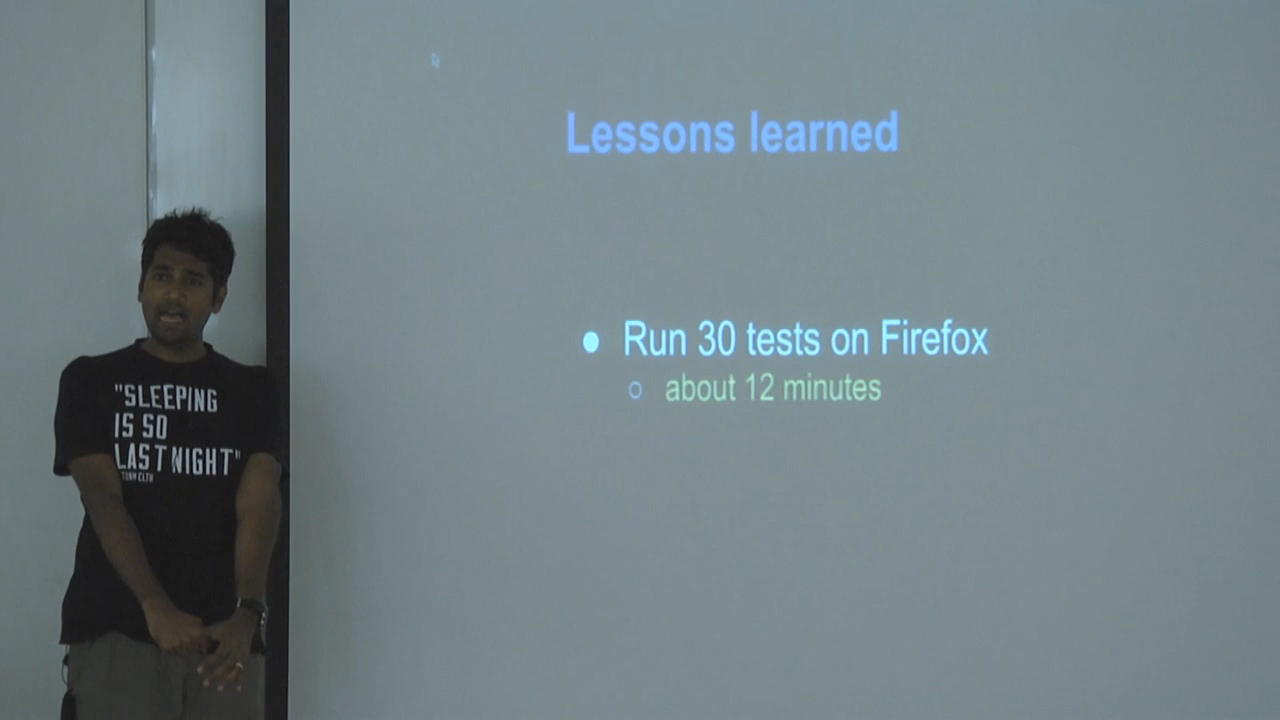 Lessons learned
Run 30 tests on Firefox
about 12 minutes
"SLEEPING
IS SO
LAST NIGHT"